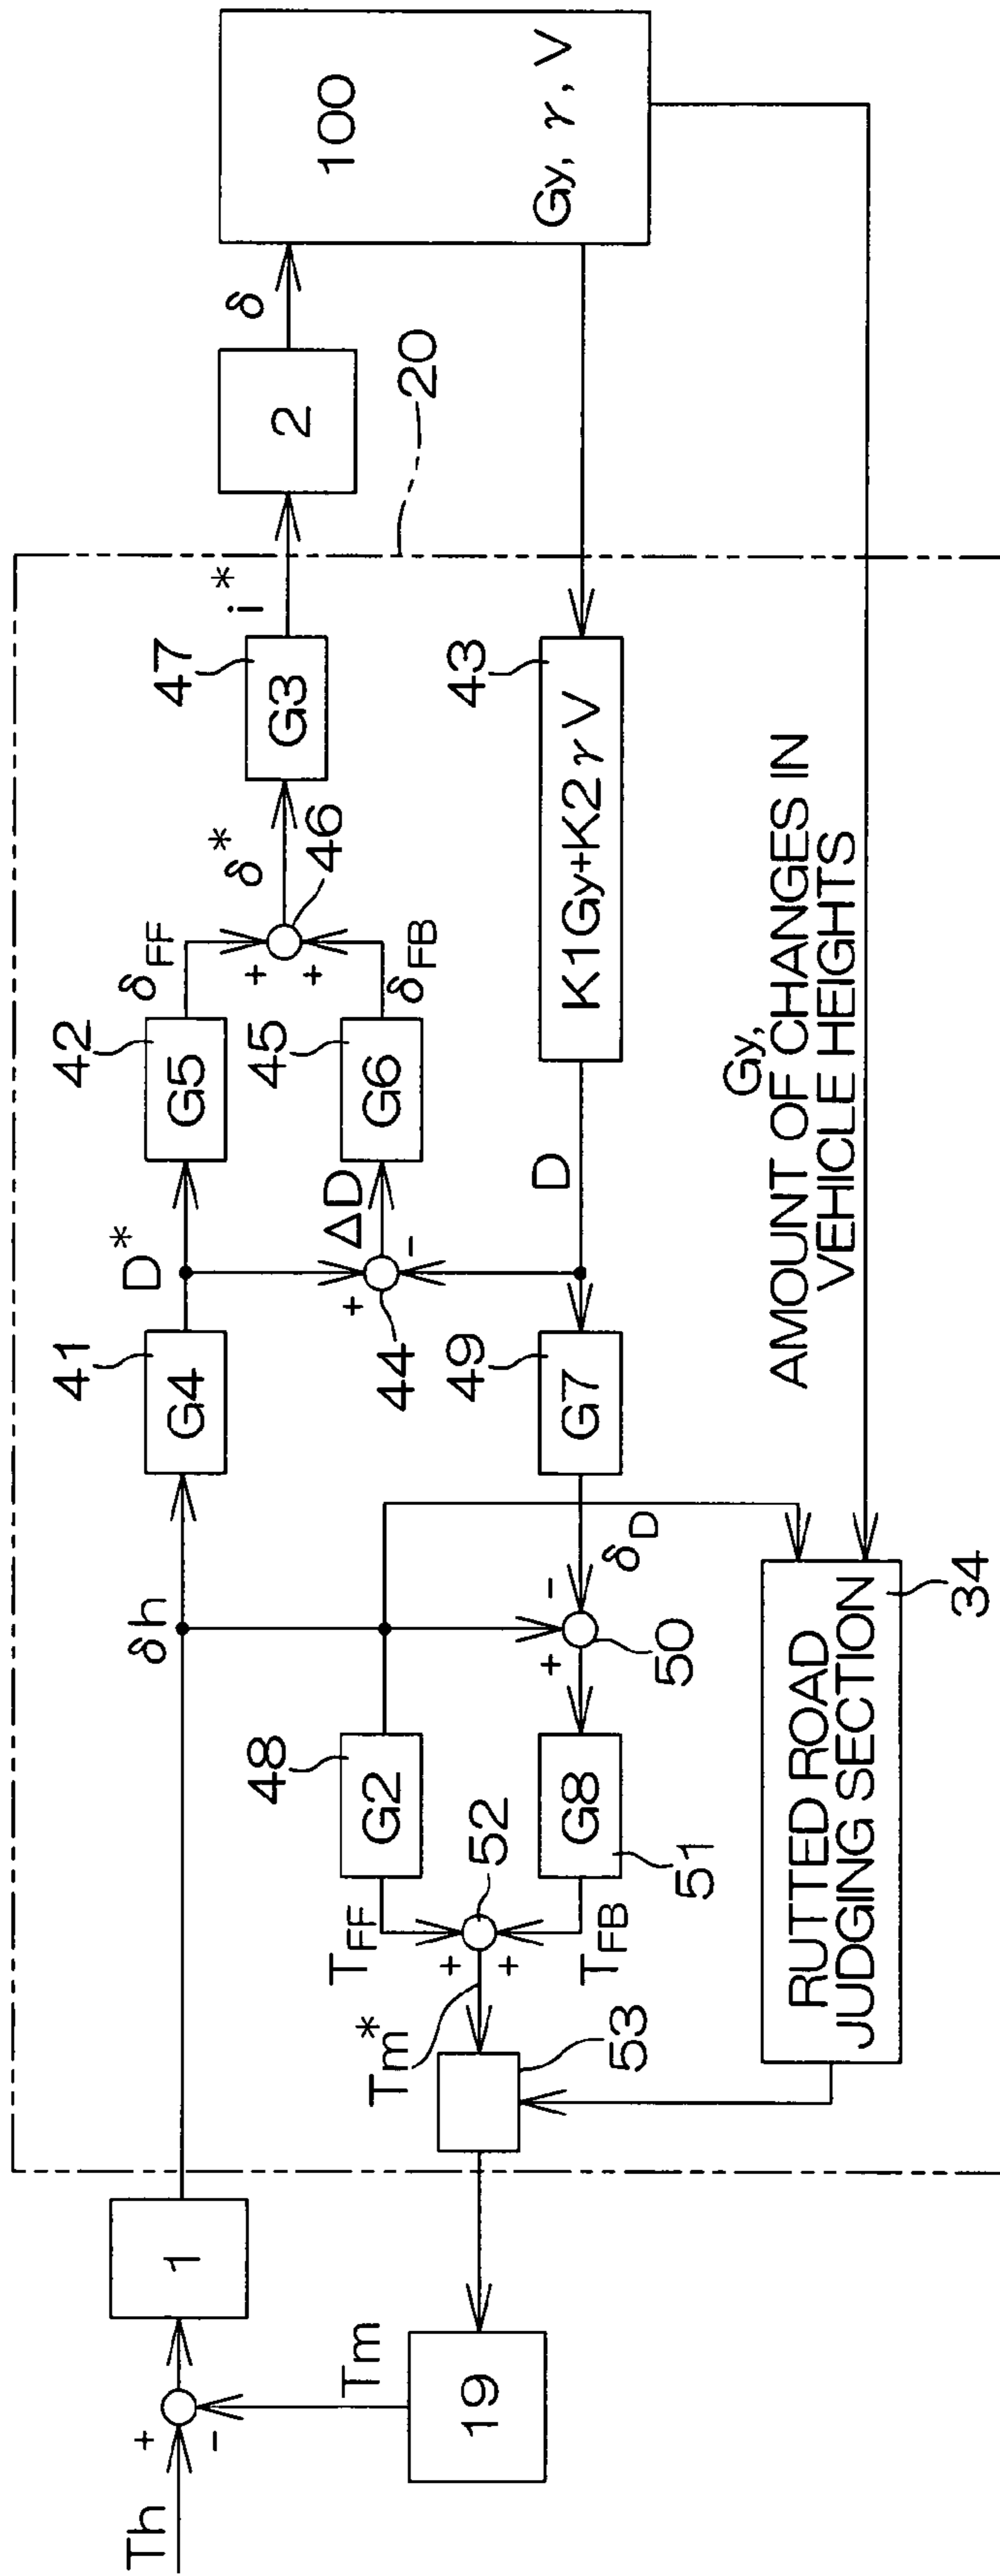 Th
+
-
1
Tm
19
δh
41
G4
D*
42
G5
δFF
+
+
46
δ*
47
G3
i*
2
δ
100
Gy, γ, V
20
48
G2
TFF
+
+
52
Tm*
53
TFB
G8
51
+
-
50
δD
49
G7
+
-
44
ΔD
45
G6
δFB
D
43
K1Gy+K2γV
Gy,
AMOUNT OF CHANGES IN
VEHICLE HEIGHTS
RUTTED ROAD
JUDGING SECTION
34